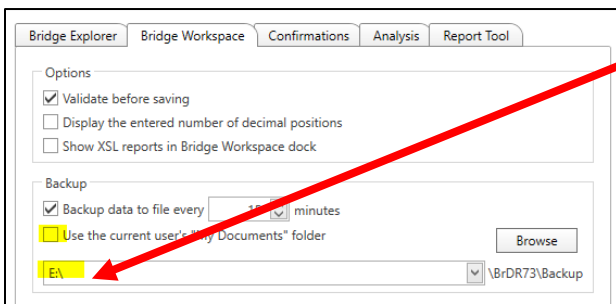 Bridge Explorer Bridge Workspace Confirmations Analysis Report Tool
Options
Validate before saving
Display the entered number of decimal positions
Show XSL reports in Bridge Workspace dock
Backup
Backup data to file every 15 minutes
Use the current user's "My Documents" folder
Browse
E:\ \BrDR73\Backup